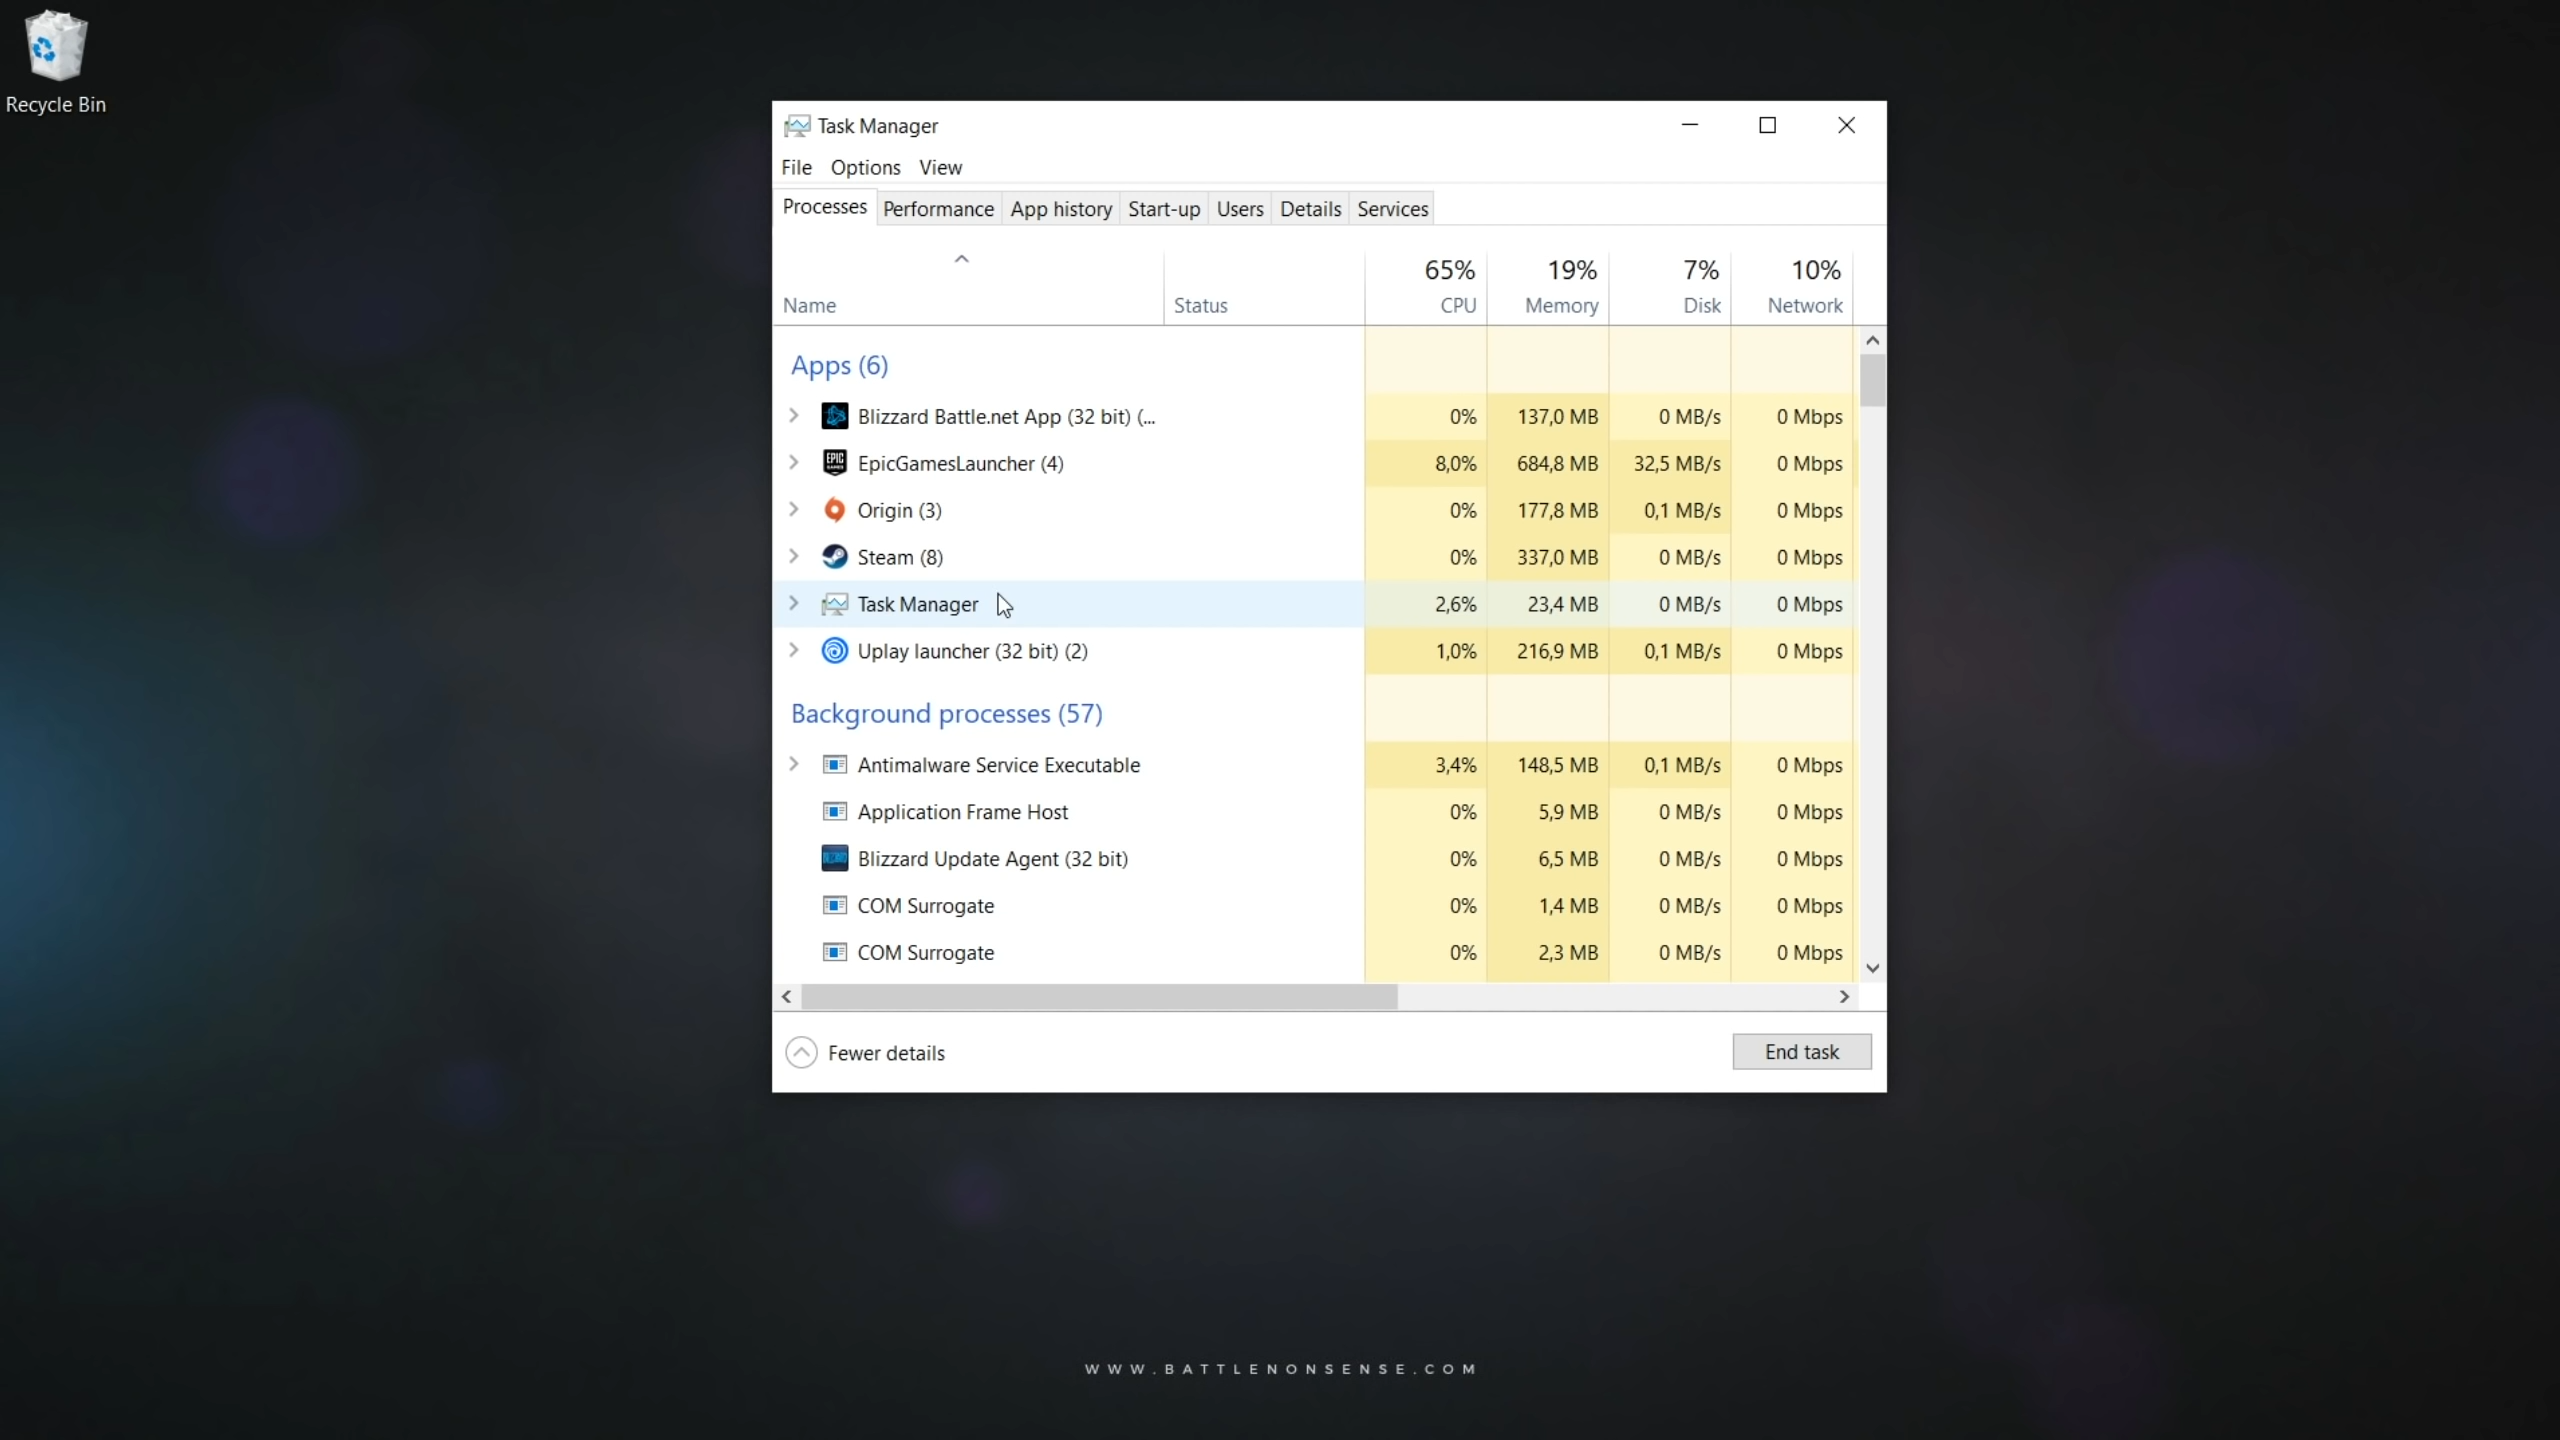 Recycle Bin
Task Manager
File Options View
Processes Performance App history Start-up Users Details Services
65% 19% 7% 10%
Name Status CPU Memory Disk Network
Apps (6)
Blizzard Battle.net App (32 bit) (... 0% 137,0 MB 0 MB/s 0 Mbps
EPIC GAMES EpicGamesLauncher (4) 8,0% 684,8 MB 32,5 MB/s 0 Mbps
Origin (3) 0% 177,8 MB 0,1 MB/s 0 Mbps
Steam (8) 0% 337,0 MB 0 MB/s 0 Mbps
Task Manager 2,6% 23,4 MB 0 MB/s 0 Mbps
Uplay launcher (32 bit) (2) 1,0% 216,9 MB 0,1 MB/s 0 Mbps
Background processes (57)
Antimalware Service Executable 3,4% 148,5 MB 0,1 MB/s 0 Mbps
Application Frame Host 0% 5,9 MB 0 MB/s 0 Mbps
Blizzard Update Agent (32 bit) 0% 6,5 MB 0 MB/s 0 Mbps
COM Surrogate 0% 1,4 MB 0 MB/s 0 Mbps
COM Surrogate 0% 2,3 MB 0 MB/s 0 Mbps
Fewer details End task
WWW.BATTLENONSENSE.COM